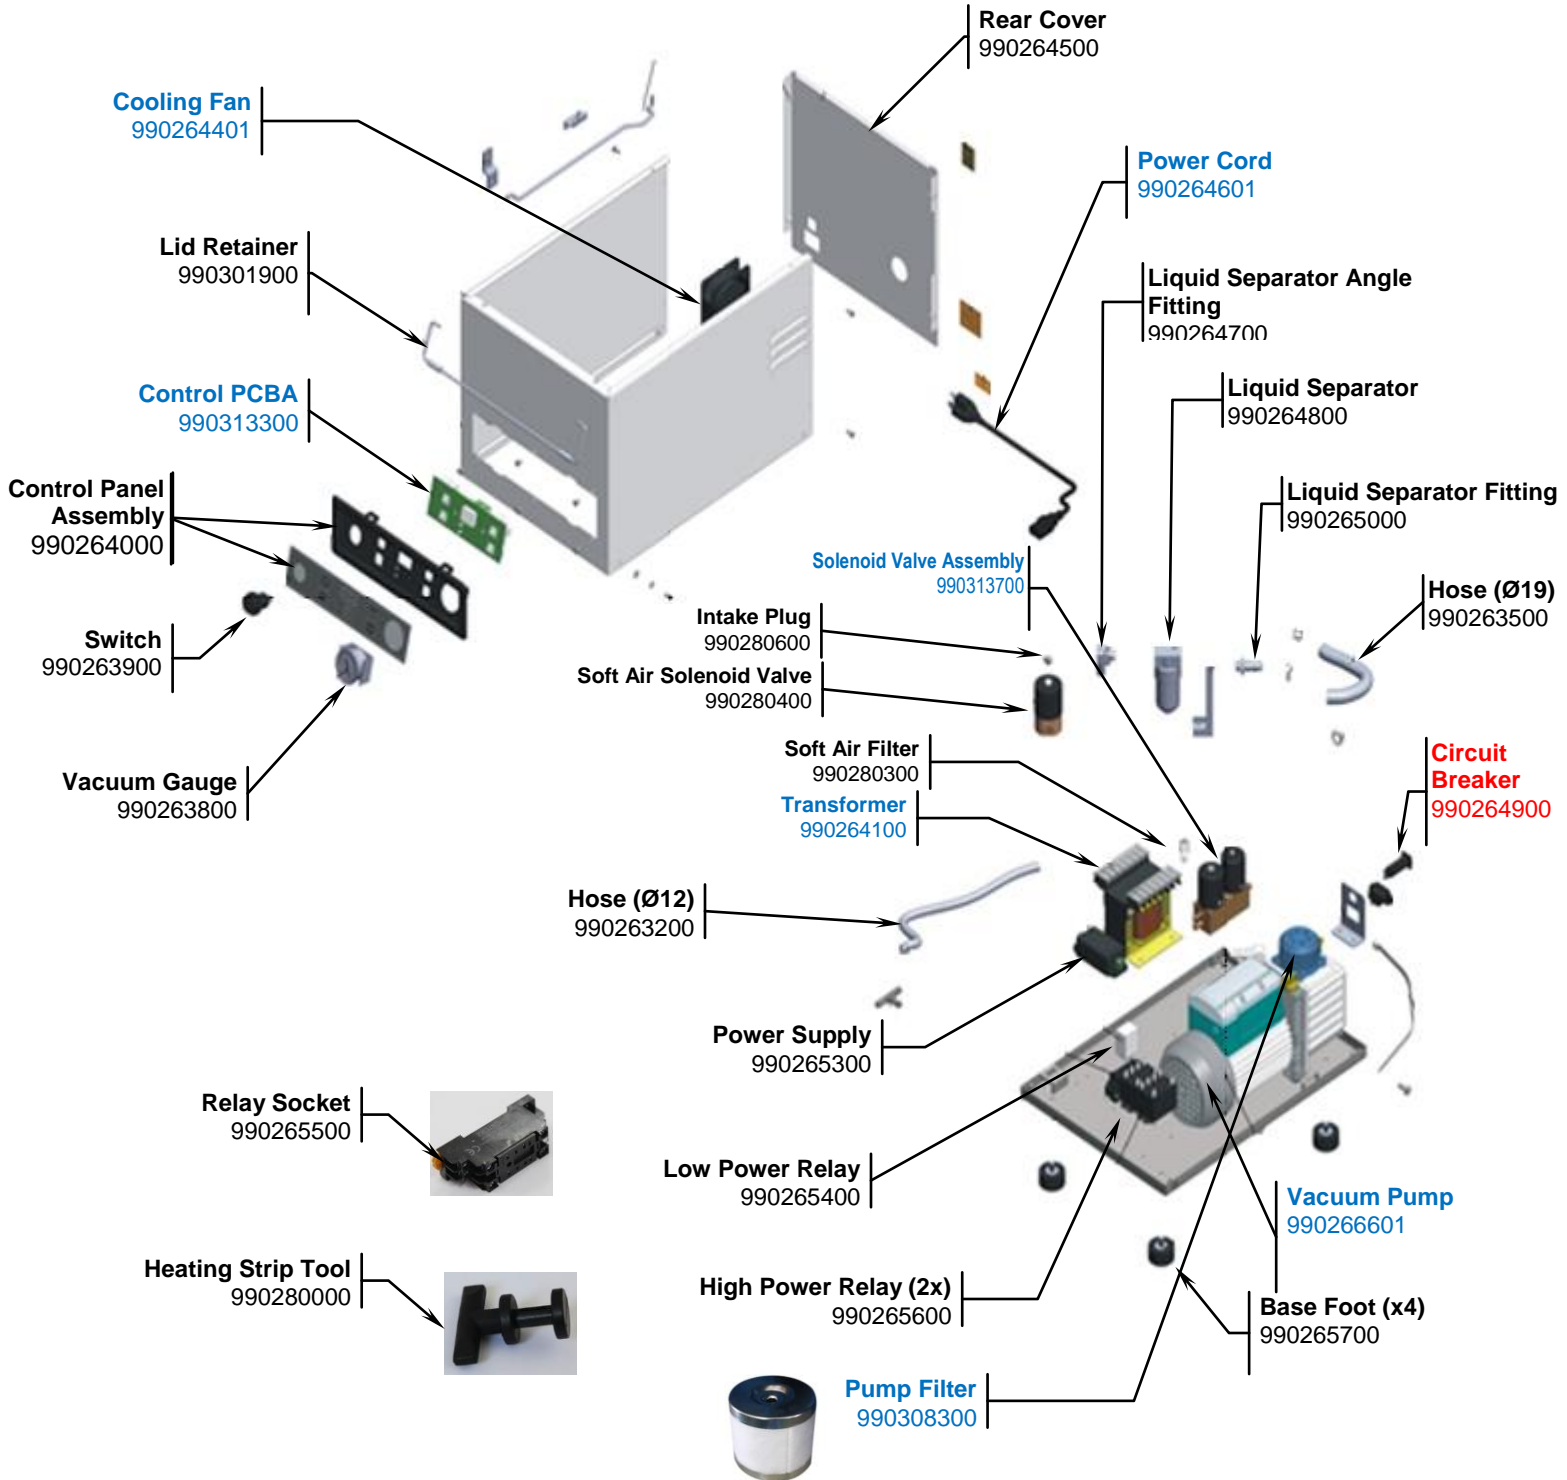 Rear Cover
990264500
Cooling Fan
990264401
Power Cord
990264601
Lid Retainer
990301900
Liquid Separator Angle
Fitting
990264700
Control PCBA
990313300
Liquid Separator
990264800
Control Panel
Assembly
990264000
Liquid Separator Fitting
990265000
Solenoid Valve Assembly
990313700
Hose (Ø19)
990263500
Intake Plug
990280600
Switch
990263900
Soft Air Solenoid Valve
990280400
Vacuum Gauge
990263800
Soft Air Filter
990280300
Circuit
Breaker
990264900
Transformer
990264100
Hose (Ø12)
990263200
Power Supply
990265300
Relay Socket
990265500
Low Power Relay
990265400
Vacuum Pump
990266601
Heating Strip Tool
990280000
High Power Relay (2x)
990265600
Base Foot (x4)
990265700
Pump Filter
990308300